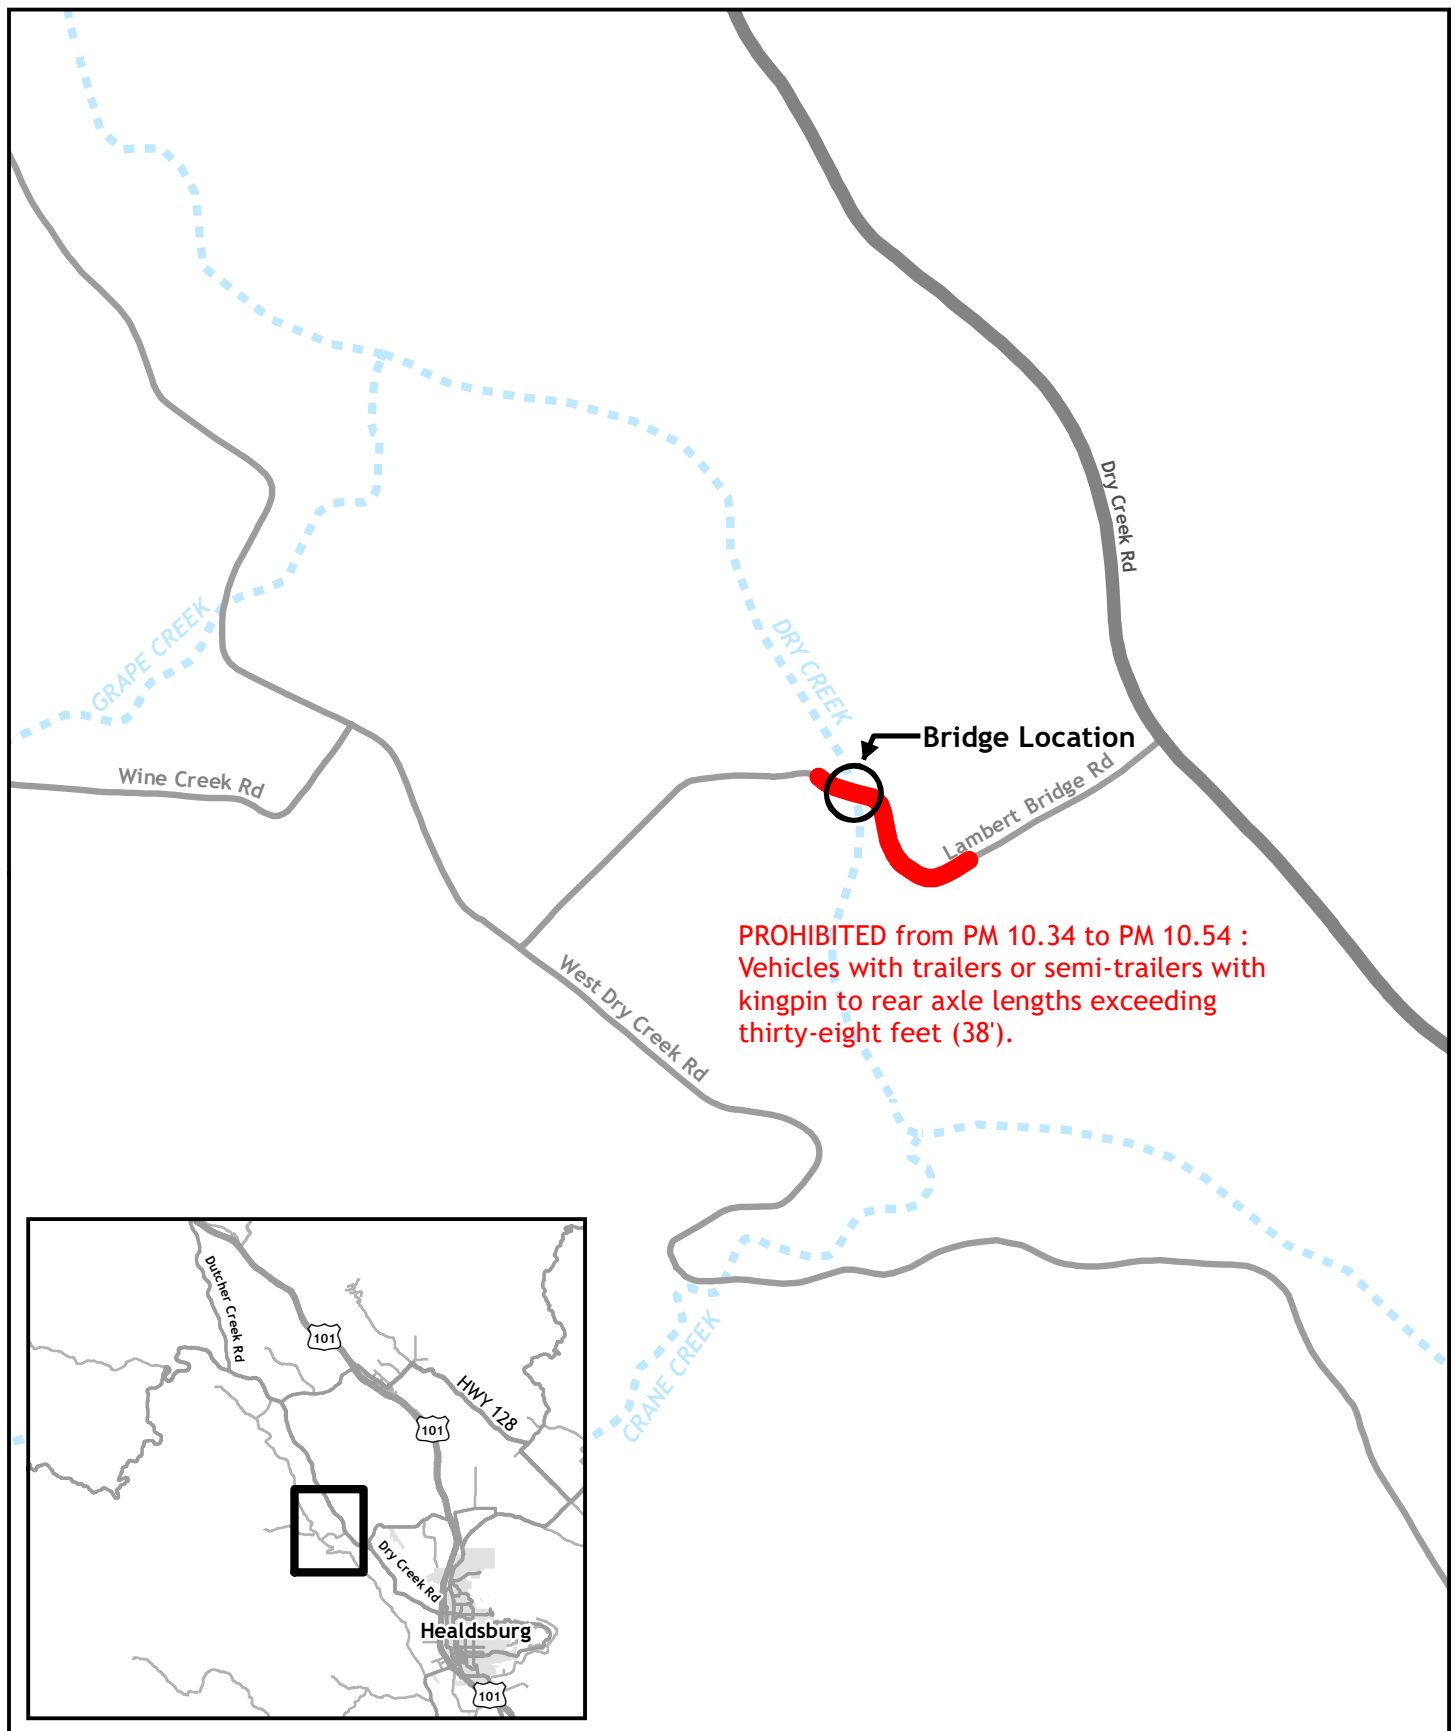 Dry Creek Rd
GRAPE CREEK
DRY CREEK
Bridge Location
Wine Creek Rd
Lambert Bridge Rd
PROHIBITED from PM 10.34 to PM 10.54 :
Vehicles with trailers or semi-trailers with
kingpin to rear axle lengths exceeding
thirty-eight feet (38').
West Dry Creek Rd
CRANE CREEK
Dutcher Creek Rd
101
HWY 128
101
Dry Creek Rd
Healdsburg
101